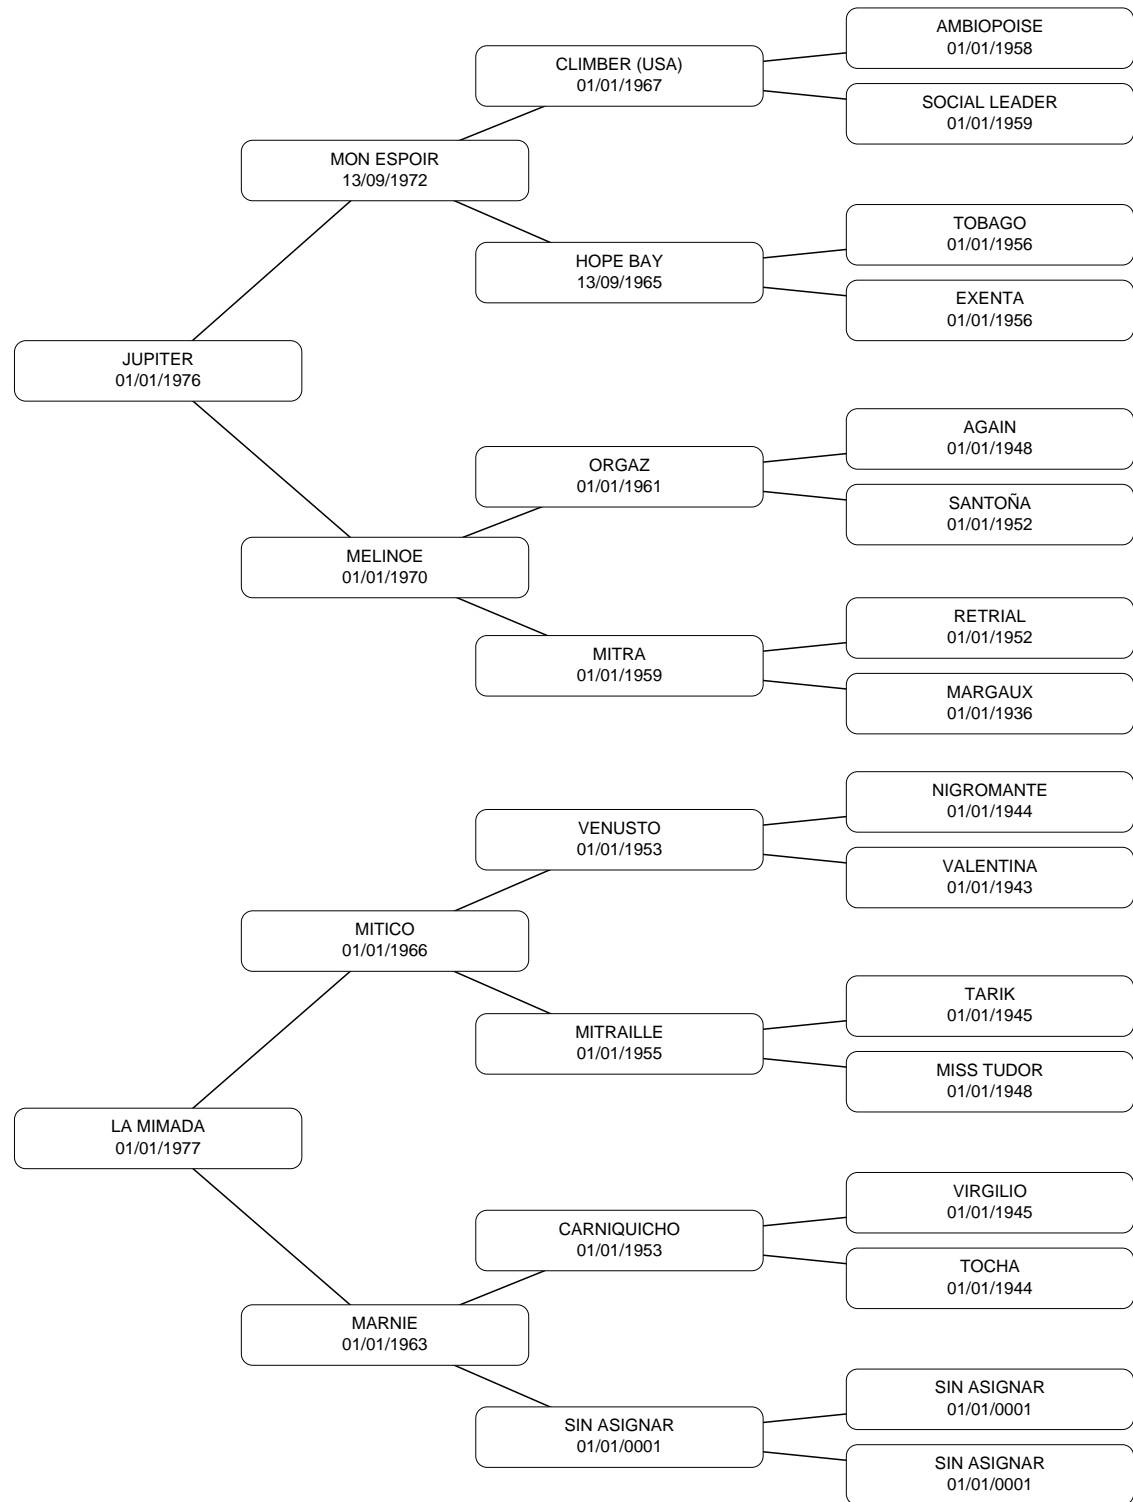 AMBIOPOISE
01/01/1958
CLIMBER (USA)
01/01/1967
SOCIAL LEADER
01/01/1959
MON ESPOIR
13/09/1972
TOBAGO
01/01/1956
HOPE BAY
13/09/1965
EXENTA
01/01/1956
JUPITER
01/01/1976
AGAIN
01/01/1948
ORGAZ
01/01/1961
SANTOÑA
01/01/1952
MELINOE
01/01/1970
RETRIAL
01/01/1952
MITRA
01/01/1959
MARGAUX
01/01/1936
NIGROMANTE
01/01/1944
VENUSTO
01/01/1953
VALENTINA
01/01/1943
MITICO
01/01/1966
TARIK
01/01/1945
MITRAILLE
01/01/1955
MISS TUDOR
01/01/1948
LA MIMADA
01/01/1977
VIRGILIO
01/01/1945
CARNIQUICHO
01/01/1953
TOCHA
01/01/1944
MARNIE
01/01/1963
SIN ASIGNAR
01/01/0001
SIN ASIGNAR
01/01/0001
SIN ASIGNAR
01/01/0001